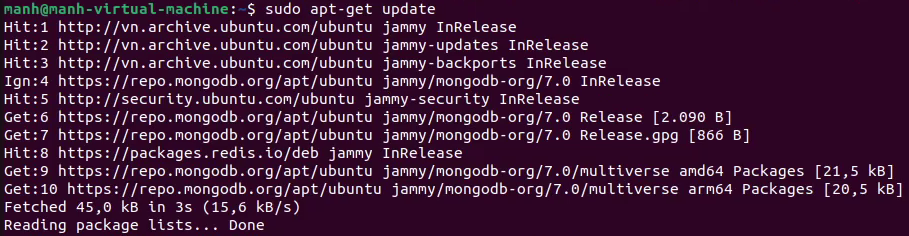 manh@manh-virtual-machine:~$ sudo apt-get update
Hit:1 http://vn.archive.ubuntu.com/ubuntu jammy InRelease
Hit:2 http://vn.archive.ubuntu.com/ubuntu jammy-updates InRelease
Hit:3 http://vn.archive.ubuntu.com/ubuntu jammy-backports InRelease
Ign:4 https://repo.mongodb.org/apt/ubuntu jammy/mongodb-org/7.0 InRelease
Hit:5 http://security.ubuntu.com/ubuntu jammy-security InRelease
Get:6 https://repo.mongodb.org/apt/ubuntu jammy/mongodb-org/7.0 Release [2.090 B]
Get:7 https://repo.mongodb.org/apt/ubuntu jammy/mongodb-org/7.0 Release.gpg [866 B]
Hit:8 https://packages.redis.io/deb jammy InRelease
Get:9 https://repo.mongodb.org/apt/ubuntu jammy/mongodb-org/7.0/multiverse amd64 Packages [21,5 kB]
Get:10 https://repo.mongodb.org/apt/ubuntu jammy/mongodb-org/7.0/multiverse arm64 Packages [20,5 kB]
Fetched 45,0 kB in 3s (15,6 kB/s)
Reading package lists... Done